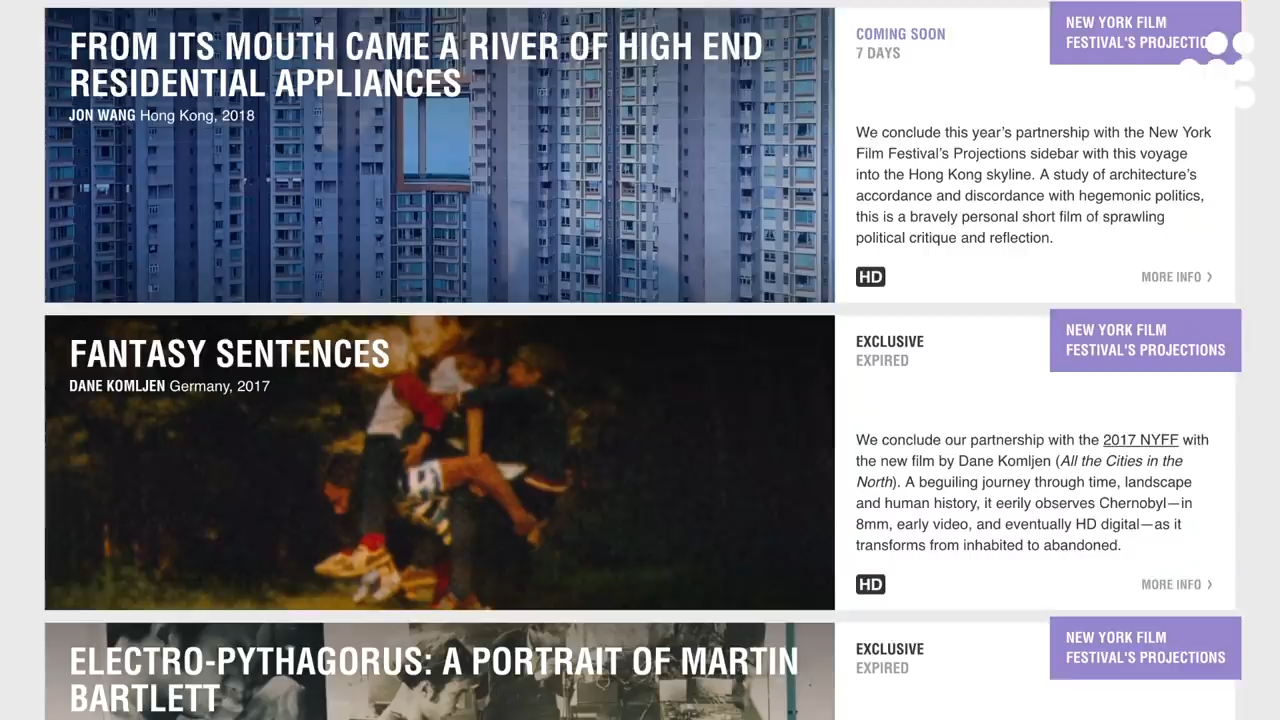 FROM ITS MOUTH CAME A RIVER OF HIGH END
RESIDENTIAL APPLIANCES
JON WANG Hong Kong, 2018
COMING SOON
7 DAYS
NEW YORK FILM
FESTIVAL'S
We conclude this year's partnership with the New York
Film Festival's Projections sidebar with this voyage
into the Hong Kong skyline. A study of architecture's
accordance and discordance with hegemonic politics,
this is a bravely personal short film of sprawling
political critique and reflection.
HD
MORE INFO ›
FANTASY SENTENCES
DANE KOMLJEN Germany, 2017
EXCLUSIVE
EXPIRED
NEW YORK FILM
FESTIVAL'S PROJECTIONS
We conclude our partnership with the 2017 NYFF with
the new film by Dane Komljen (All the Cities in the
North). A beguiling journey through time, landscape
and human history, it eerily observes Chernobyl—in
8mm, early video, and eventually HD digital—as it
transforms from inhabited to abandoned.
HD
MORE INFO ›
ELECTRO-PYTHAGORUS: A PORTRAIT OF MARTIN
BARTLETT
EXCLUSIVE
EXPIRED
NEW YORK FILM
FESTIVAL'S PROJECTIONS